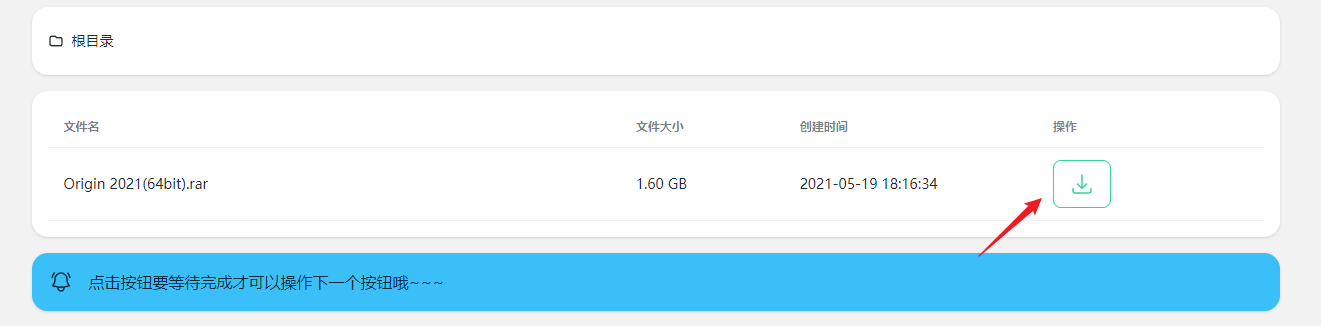 根目录
文件名 文件大小 创建时间 操作
Origin 2021(64bit).rar 1.60 GB 2021-05-19 18:16:34
点击按钮要等待完成才可以操作下一个按钮哦~~~